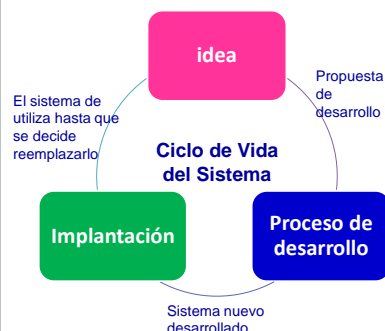 idea
Propuesta
de
desarrollo
El sistema de
utiliza hasta que
se decide
reemplazarlo
Ciclo de Vida
del Sistema
Implantación
Proceso de
desarrollo
Sistema nuevo
desarrollado